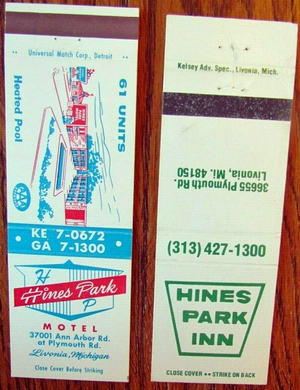 Universal Match Corp., Detroit
61 UNITS
Heated Pool
AAA
KE 7-0672
GA 7-1300
H
Hines Park
P
MOTEL
37001 Ann Arbor Rd.
at Plymouth Rd.
Livonia, Michigan
Close Cover Before Striking
Kelsey Adv. Spec., Livonia, Mich.
36655 Plymouth Rd.
Livonia, Mi. 48150
(313) 427-1300
HINES
PARK
INN
CLOSE COVER •• STRIKE ON BACK